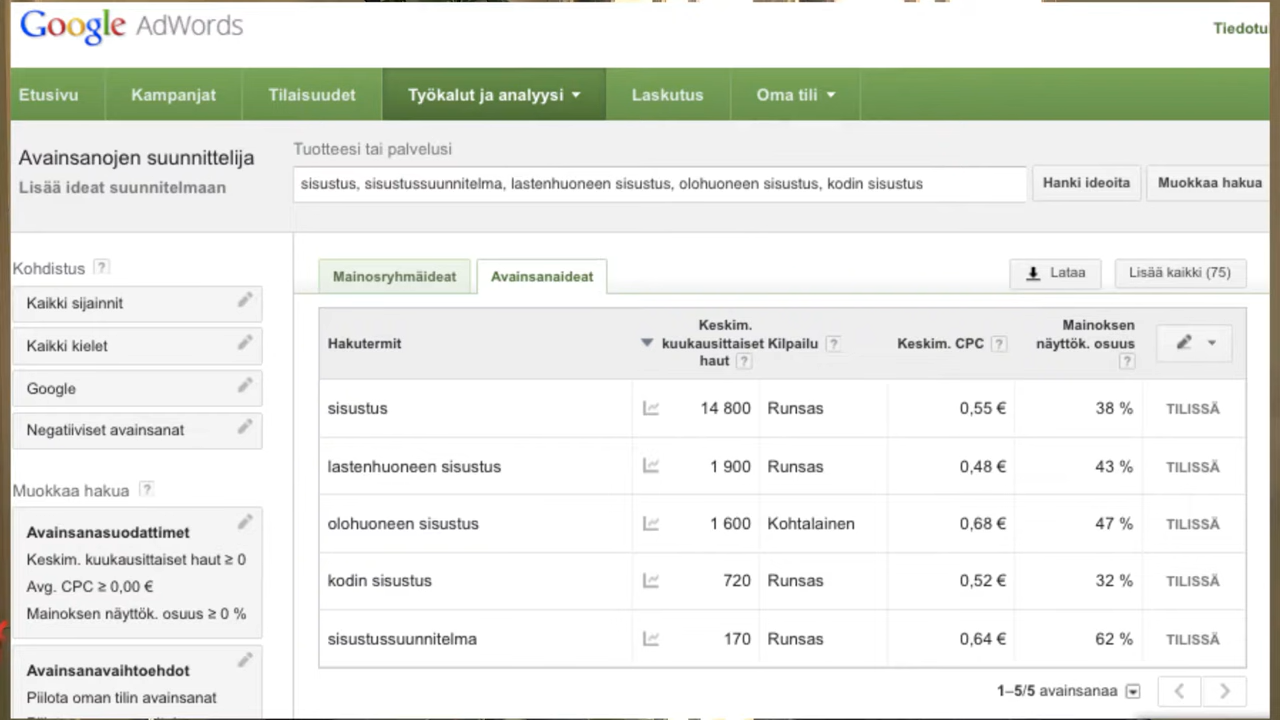 Google AdWords
Etusivu
Kampanjat
Tilaisuudet
Työkalut ja analyysi
Laskutus
Oma tili
Avainsanojen suunnittelija
Lisää ideat suunnitelmaan
Tuotteesi tai palvelusi
sisustus, sisustussuunnitelma, lastenhuoneen sisustus, olohuoneen sisustus, kodin sisustus
Hanki ideoita
Muokkaa hakua
Kohdistus ?
Kaikki sijainnit
Kaikki kielet
Google
Negatiiviset avainsanat
Muokkaa hakua ?
Avainsanasuodattimet
Keskim. kuukausittaiset haut ≥ 0
Avg. CPC ≥ 0,00 €
Mainoksen näyttök. osuus ≥ 0 %
Avainsanavaihtoehdot
Piilota oman tilin avainsanat
Mainosryhmäideat
Avainsanaideat
Lataa
Lisää kaikki (75)
Hakutermit
Keskim.
kuukausittaiset
haut ?
Kilpailu ?
Keskim. CPC ?
Mainoksen
näyttök. osuus
?
sisustus 14 800 Runsas 0,55 € 38 % TILISSÄ
lastenhuoneen sisustus 1 900 Runsas 0,48 € 43 % TILISSÄ
olohuoneen sisustus 1 600 Kohtalainen 0,68 € 47 % TILISSÄ
kodin sisustus 720 Runsas 0,52 € 32 % TILISSÄ
sisustussuunnitelma 170 Runsas 0,64 € 62 % TILISSÄ
1–5/5 avainsanaa